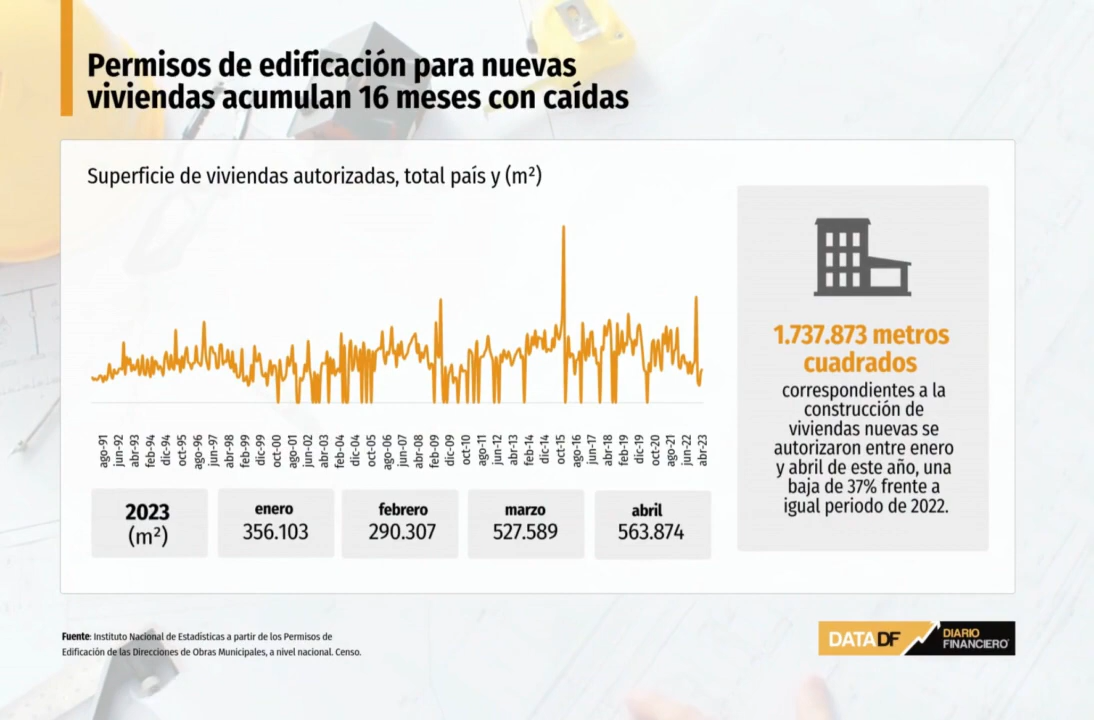 Permisos de edificación para nuevas
viviendas acumulan 16 meses con caídas
Superficie de viviendas autorizadas, total país y (m²)
ago-91
jun-92
abr-93
feb-94
dic-94
oct-95
ago-96
jun-97
abr-98
feb-99
dic-99
oct-00
ago-01
jun-02
abr-03
feb-04
dic-04
oct-05
ago-06
jun-07
abr-08
feb-09
dic-09
oct-10
ago-11
jun-12
abr-13
feb-14
dic-14
oct-15
ago-16
jun-17
abr-18
feb-19
dic-19
oct-20
ago-21
jun-22
abr-23
2023
(m²)
enero
356.103
febrero
290.307
marzo
527.589
abril
563.874
1.737.873 metros
cuadrados
correspondientes a la
construcción de
viviendas nuevas se
autorizaron entre enero
y abril de este año, una
baja de 37% frente a
igual periodo de 2022.
Fuente: Instituto Nacional de Estadísticas a partir de los Permisos de
Edificación de las Direcciones de Obras Municipales, a nivel nacional. Censo.
DATA DF
DIARIO
FINANCIERO